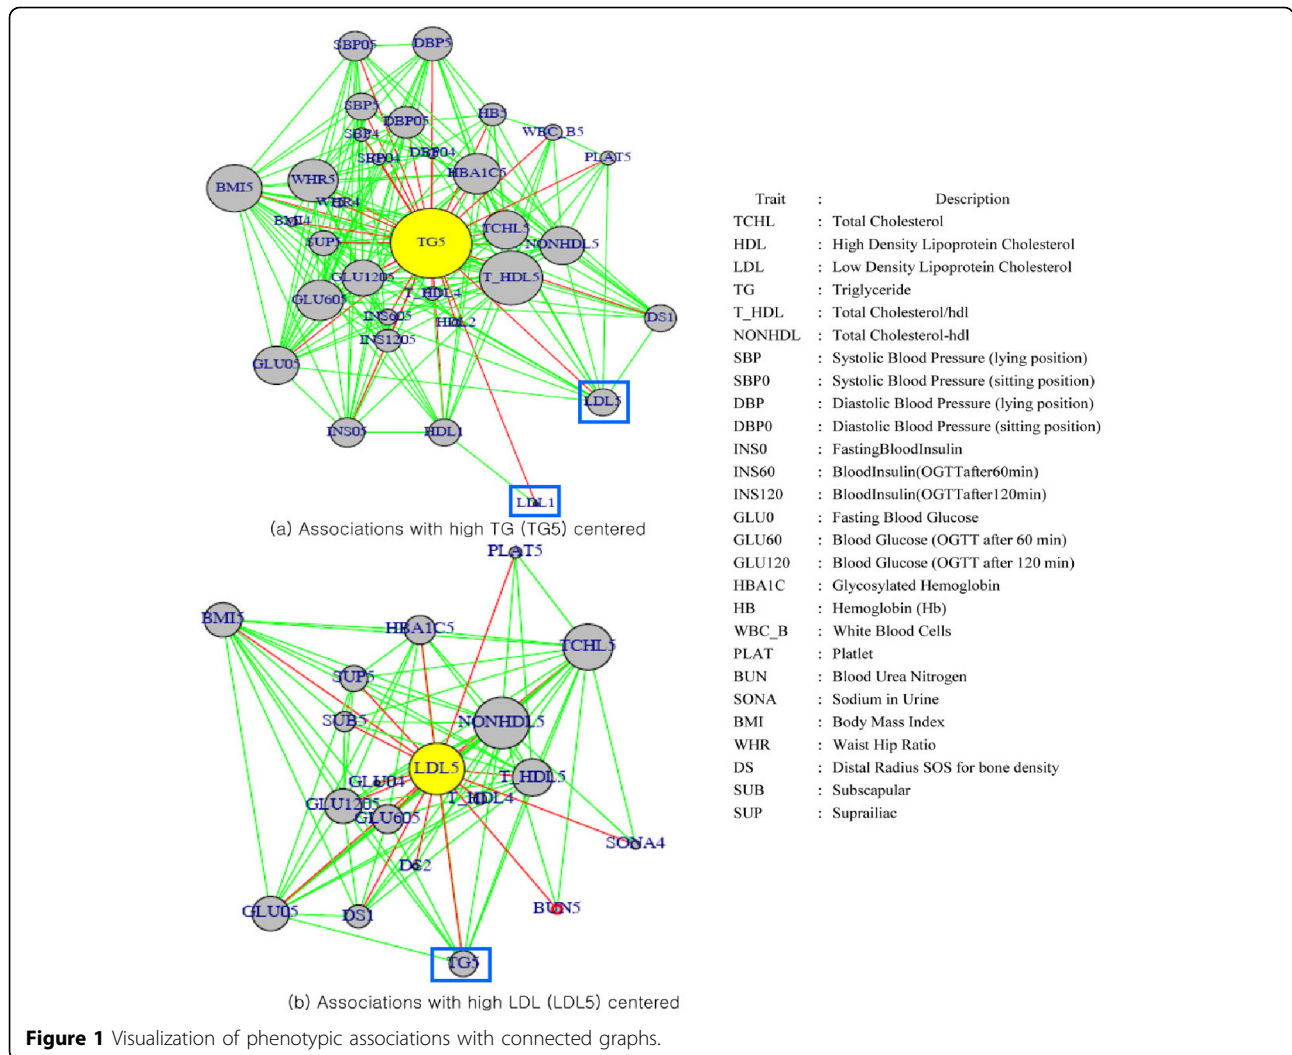 SBP05
DBP5
SBP5
DBP05
HB5
SBP4
WBC_B5
SBP04
DBP04
PLAT5
BMI5
WHR5
HBA1C5
WHR4
BMI4
TCHL5
SUP5
TG5
NONHDL5
GLU1205
T_HDL5
GLU605
T_HDL4
INS605
HDL2
DS1
INS1205
GLU05
LDL5
INS05
HDL1
LDL1
(a) Associations with high TG (TG5) centered
PLAT5
BMI5
HBA1C5
TCHL5
SUP5
SUB5
NONHDL5
LDL5
GLU04
T_HDL5
GLU1205
T_HDL4
GLU605
SONA4
DS2
BUN5
GLU05
DS1
TG5
(b) Associations with high LDL (LDL5) centered
Trait : Description
TCHL : Total Cholesterol
HDL : High Density Lipoprotein Cholesterol
LDL : Low Density Lipoprotein Cholesterol
TG : Triglyceride
T_HDL : Total Cholesterol/hdl
NONHDL : Total Cholesterol-hdl
SBP : Systolic Blood Pressure (lying position)
SBP0 : Systolic Blood Pressure (sitting position)
DBP : Diastolic Blood Pressure (lying position)
DBP0 : Diastolic Blood Pressure (sitting position)
INS0 : FastingBloodInsulin
INS60 : BloodInsulin(OGTTafter60min)
INS120 : BloodInsulin(OGTTafter120min)
GLU0 : Fasting Blood Glucose
GLU60 : Blood Glucose (OGTT after 60 min)
GLU120 : Blood Glucose (OGTT after 120 min)
HBA1C : Glycosylated Hemoglobin
HB : Hemoglobin (Hb)
WBC_B : White Blood Cells
PLAT : Platlet
BUN : Blood Urea Nitrogen
SONA : Sodium in Urine
BMI : Body Mass Index
WHR : Waist Hip Ratio
DS : Distal Radius SOS for bone density
SUB : Subscapular
SUP : Suprailiac
Figure 1 Visualization of phenotypic associations with connected graphs.